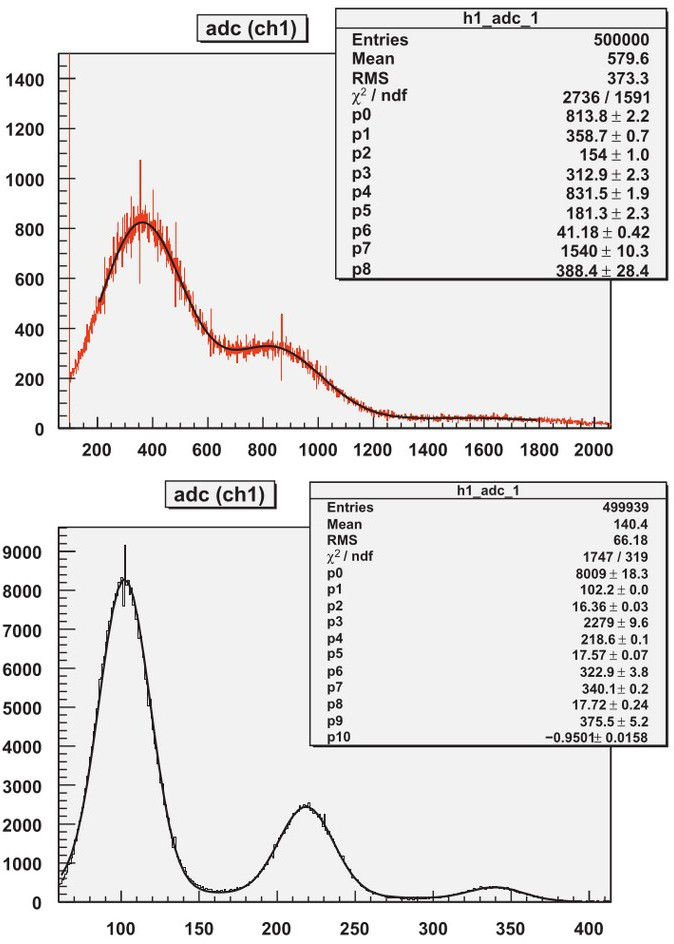 adc (ch1)
h1_adc_1
Entries 500000
Mean 579.6
RMS 373.3
χ² / ndf 2736 / 1591
p0 813.8 ± 2.2
p1 358.7 ± 0.7
p2 154 ± 1.0
p3 312.9 ± 2.3
p4 831.5 ± 1.9
p5 181.3 ± 2.3
p6 41.18 ± 0.42
p7 1540 ± 10.3
p8 388.4 ± 28.4
1400
1200
1000
800
600
400
200
0
200 400 600 800 1000 1200 1400 1600 1800 2000
adc (ch1)
h1_adc_1
Entries 499939
Mean 140.4
RMS 66.18
χ² / ndf 1747 / 319
p0 8009 ± 18.3
p1 102.2 ± 0.0
p2 16.36 ± 0.03
p3 2279 ± 9.6
p4 218.6 ± 0.1
p5 17.57 ± 0.07
p6 322.9 ± 3.8
p7 340.1 ± 0.2
p8 17.72 ± 0.24
p9 375.5 ± 5.2
p10 −0.9501± 0.0158
9000
8000
7000
6000
5000
4000
3000
2000
1000
0
100 150 200 250 300 350 400